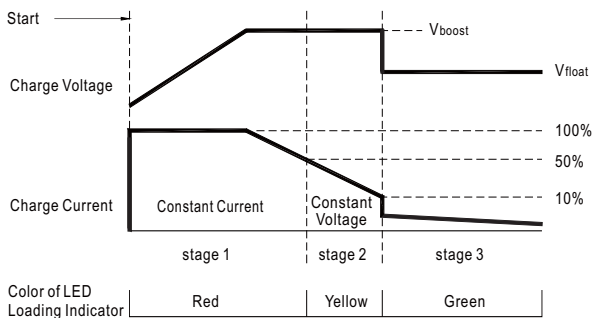 Start
Vboost
Charge Voltage
Vfloat
100%
50%
10%
Charge Current
Constant Current
Constant
Voltage
stage 1
stage 2
stage 3
Color of LED
Loading Indicator
Red
Yellow
Green